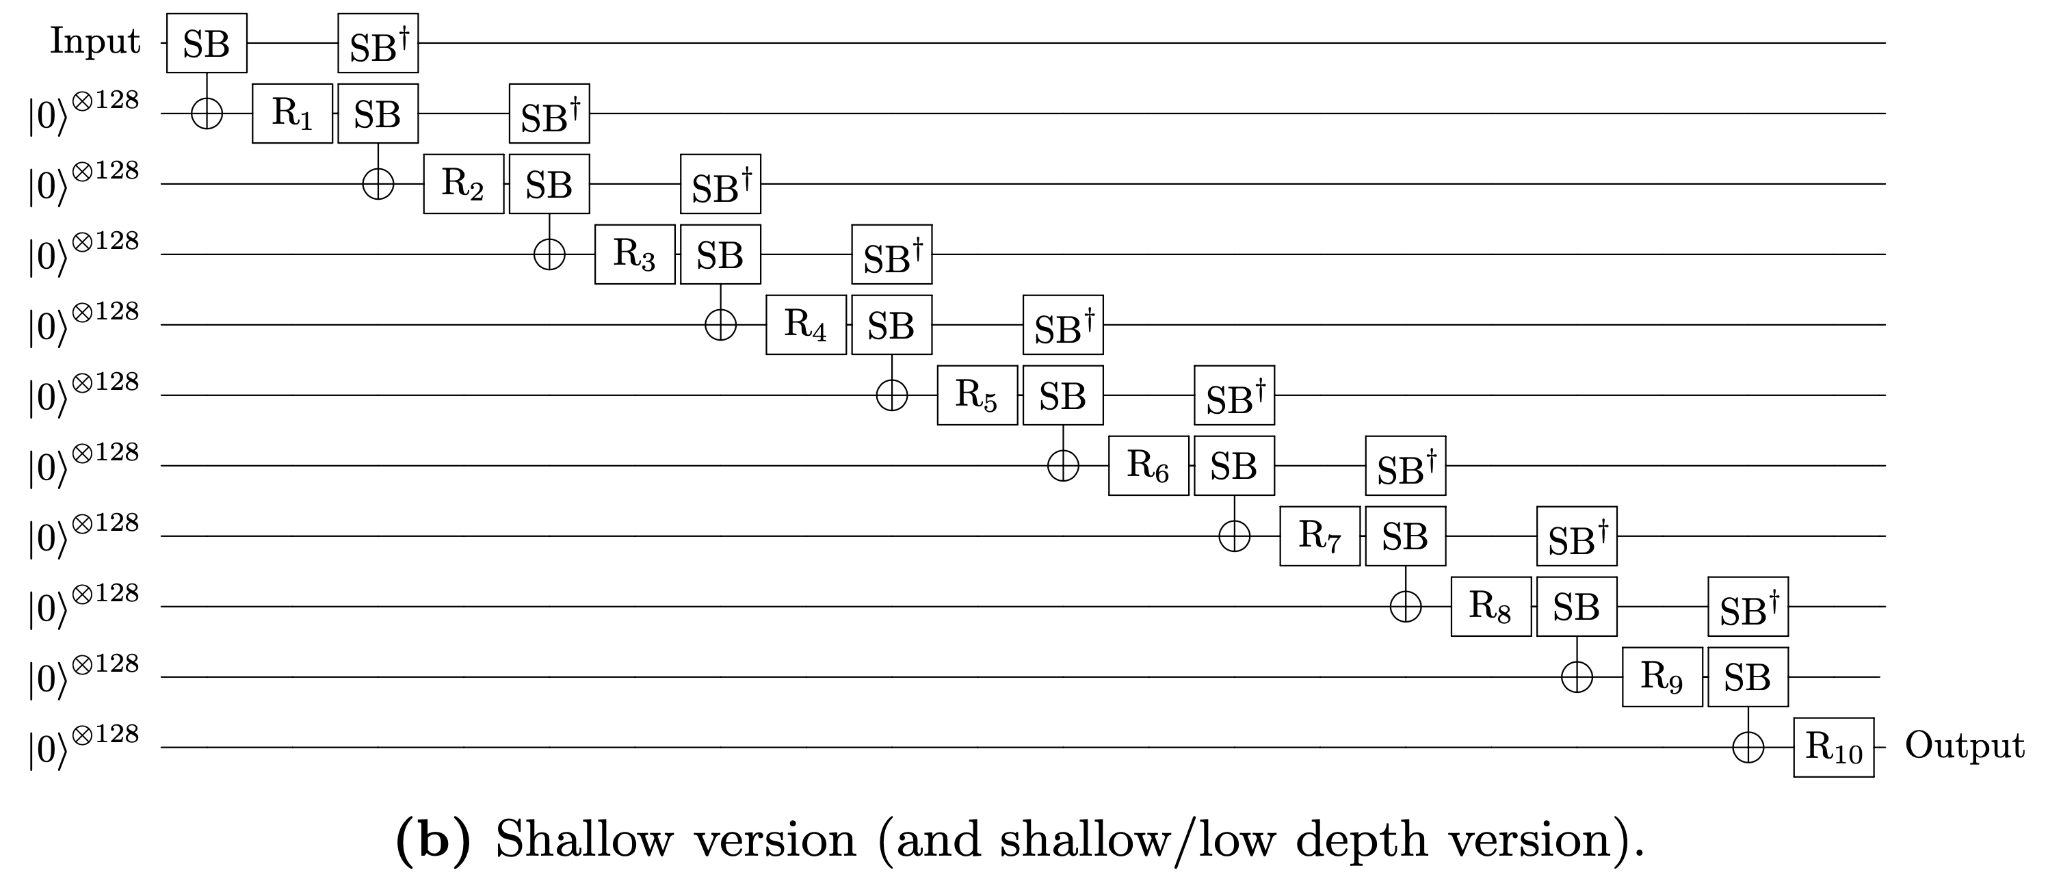 Input SB SB†
|0⟩⊗128 R1 SB SB†
|0⟩⊗128 R2 SB SB†
|0⟩⊗128 R3 SB SB†
|0⟩⊗128 R4 SB SB†
|0⟩⊗128 R5 SB SB†
|0⟩⊗128 R6 SB SB†
|0⟩⊗128 R7 SB SB†
|0⟩⊗128 R8 SB SB†
|0⟩⊗128 R9 SB
|0⟩⊗128 R10 Output
(b) Shallow version (and shallow/low depth version).